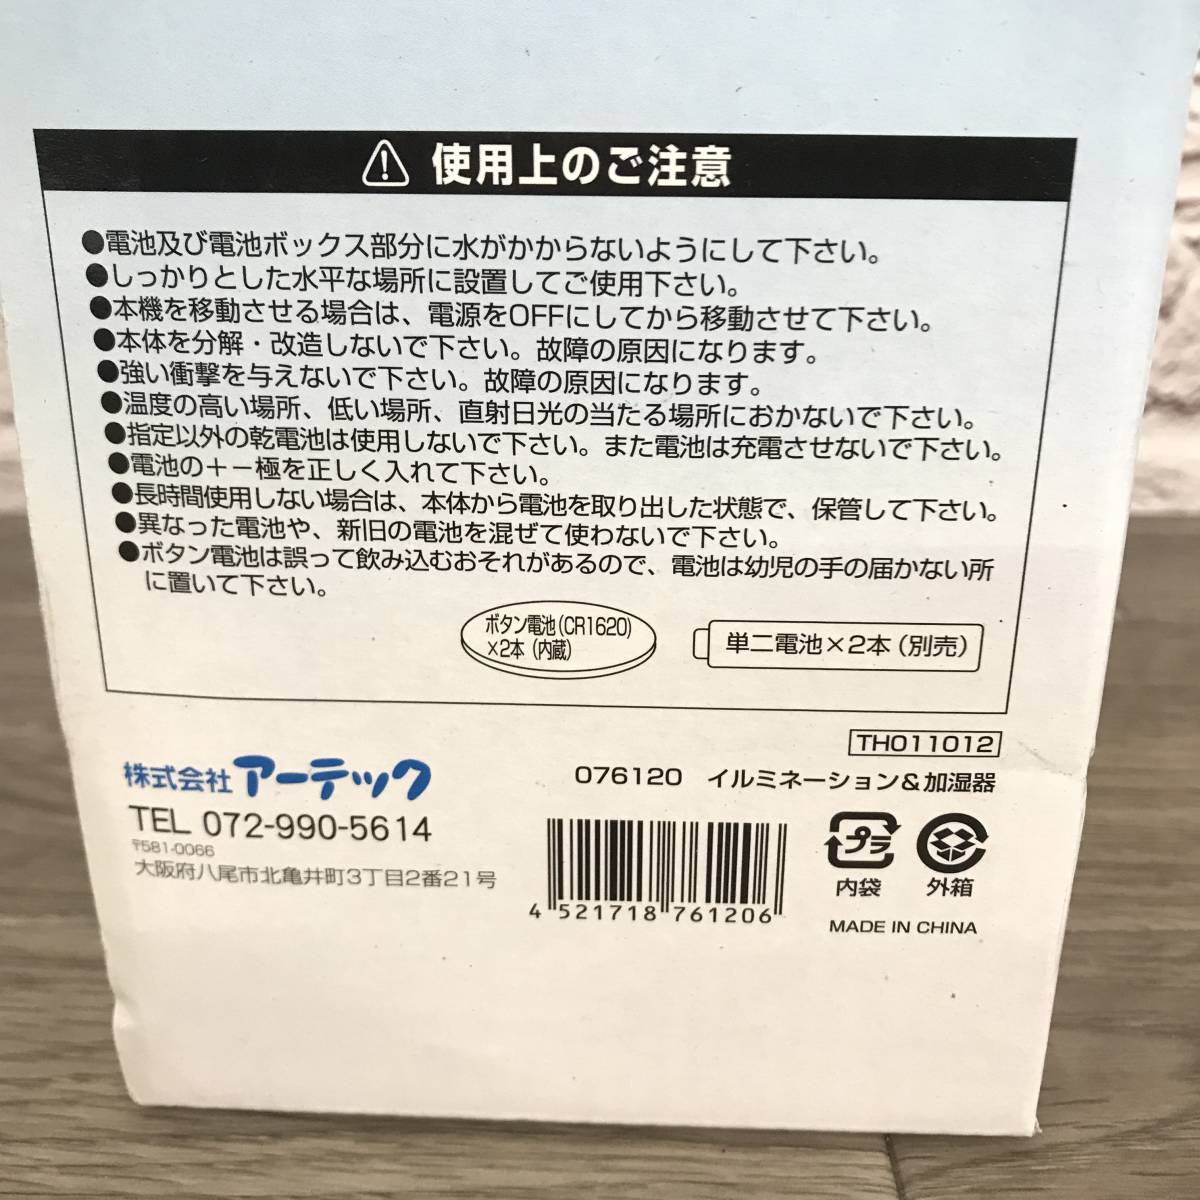 使用上のご注意
●電池及び電池ボックス部分に水がかからないようにして下さい。
●しっかりとした水平な場所に設置してご使用下さい。
●本機を移動させる場合は、電源をOFFにしてから移動させて下さい。
●本体を分解・改造しないで下さい。故障の原因になります。
●強い衝撃を与えないで下さい。故障の原因になります。
●温度の高い場所、低い場所、直射日光の当たる場所におかないで下さい。
●指定以外の乾電池は使用しないで下さい。また電池は充電させないで下さい。
●電池の＋－極を正しく入れて下さい。
●長時間使用しない場合は、本体から電池を取り出した状態で、保管して下さい。
●異なった電池や、新旧の電池を混ぜて使わないで下さい。
●ボタン電池は誤って飲み込むおそれがあるので、電池は幼児の手の届かない所
に置いて下さい。
ボタン電池(CR1620)
×2本(内蔵)
単二電池×2本(別売)
TH011012
株式会社アーテック
076120 イルミネーション＆加湿器
TEL 072-990-5614
〒581-0066
大阪府八尾市北亀井町3丁目2番21号
4 521718 761206
プラ
内袋
外箱
MADE IN CHINA